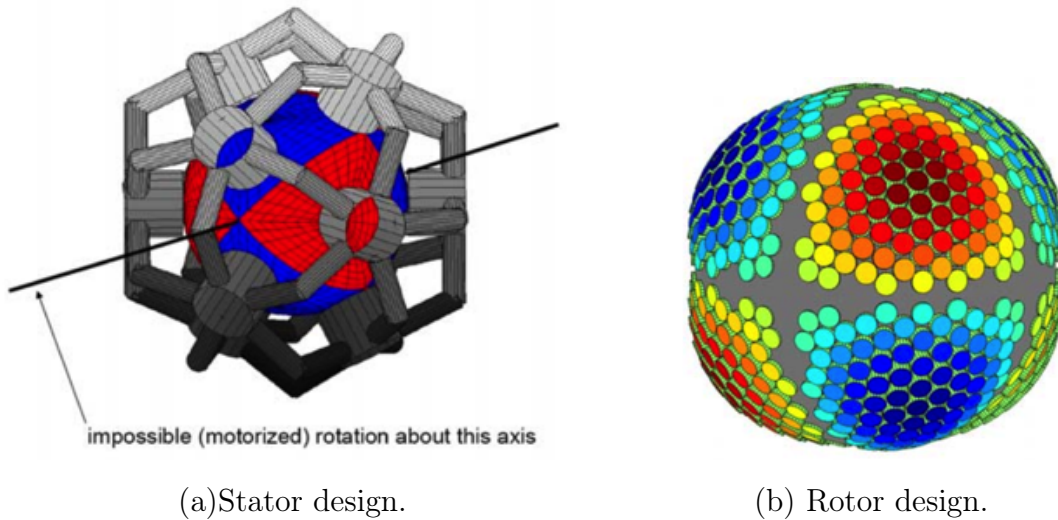 impossible (motorized) rotation about this axis
(a)Stator design.
(b) Rotor design.